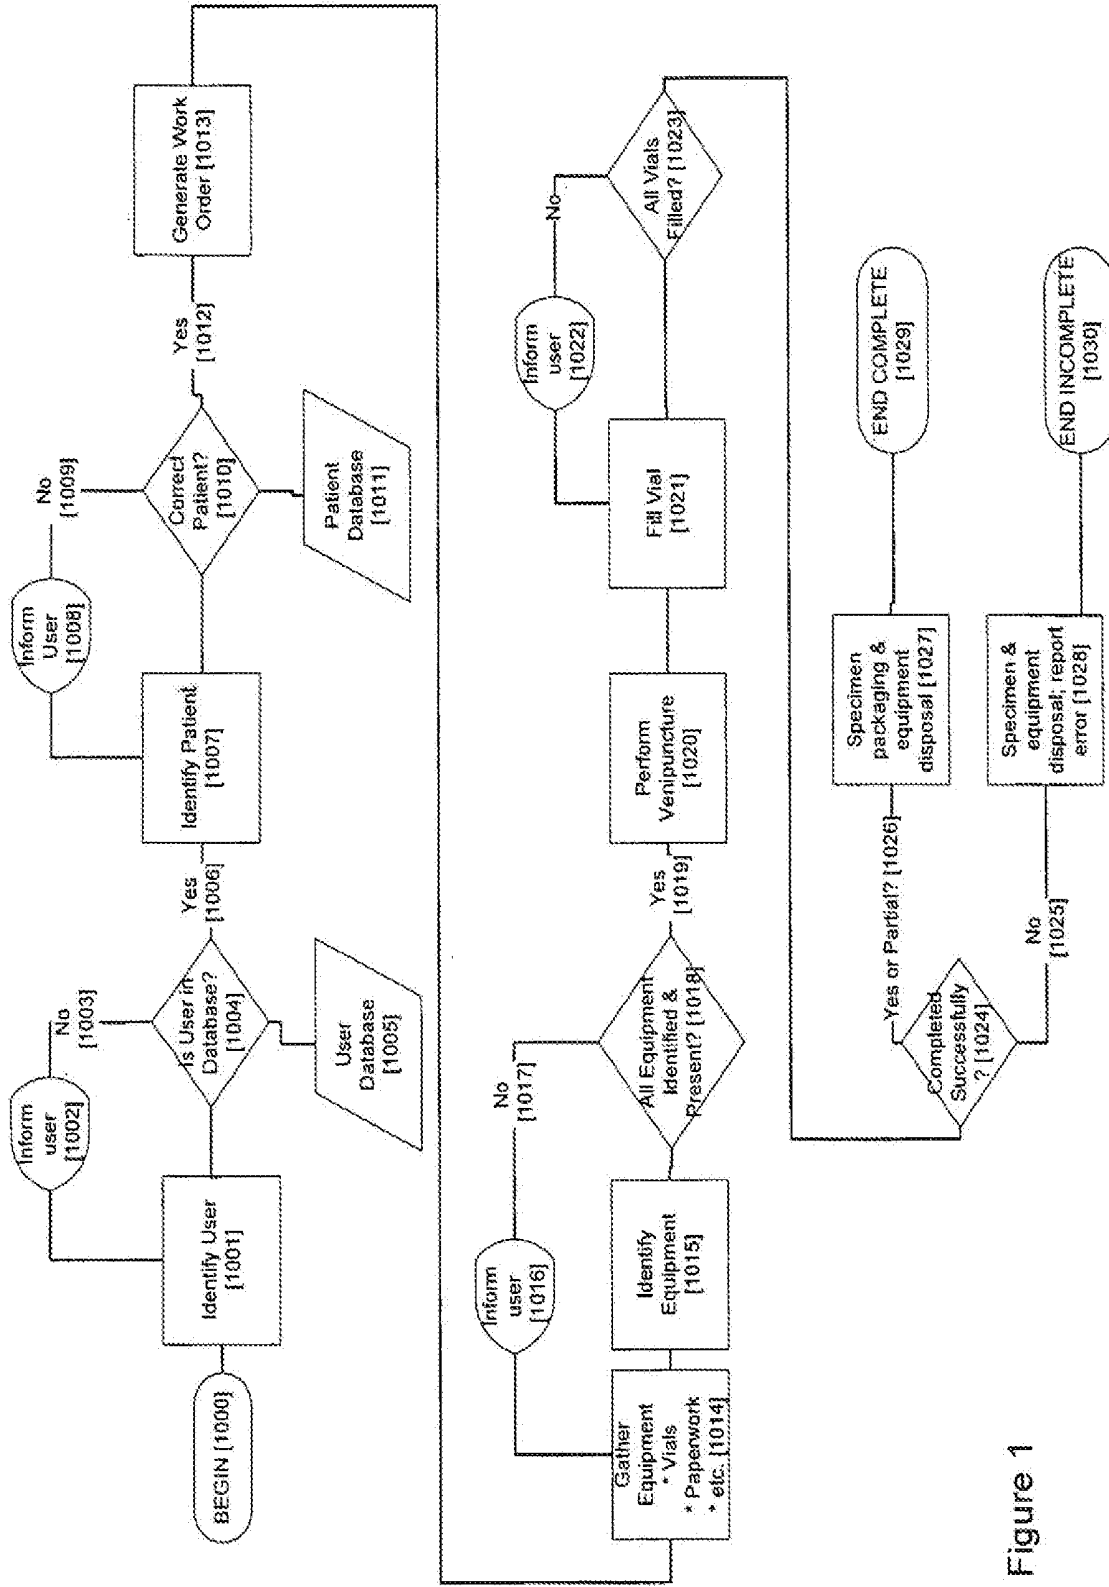 BEGIN [1000]
Identify User
[1001]
Inform
user
[1002]
No
[1003]
Is User in
Database?
[1004]
User
Database
[1005]
Yes
[1006]
Identify Patient
[1007]
Inform
User
[1008]
No
[1009]
Correct
Patient?
[1010]
Patient
Database
[1011]
Yes
[1012]
Generate Work
Order [1013]
Gather
Equipment
* Vials
* Paperwork
* etc. [1014]
Identify
Equipment
[1015]
Inform
user
[1016]
No
[1017]
All Equipment
Identified &
Present? [1018]
Yes
[1019]
Perform
Venipuncture
[1020]
Fill Vial
[1021]
Inform
user
[1022]
No
All Vials
Filled? [1023]
Completed
Successfully
? [1024]
Yes or Partial? [1026]
No
[1025]
Specimen
packaging &
equipment
disposal [1027]
Specimen &
equipment
disposal; report
error [1028]
END COMPLETE
[1029]
END INCOMPLETE
[1030]
Figure 1